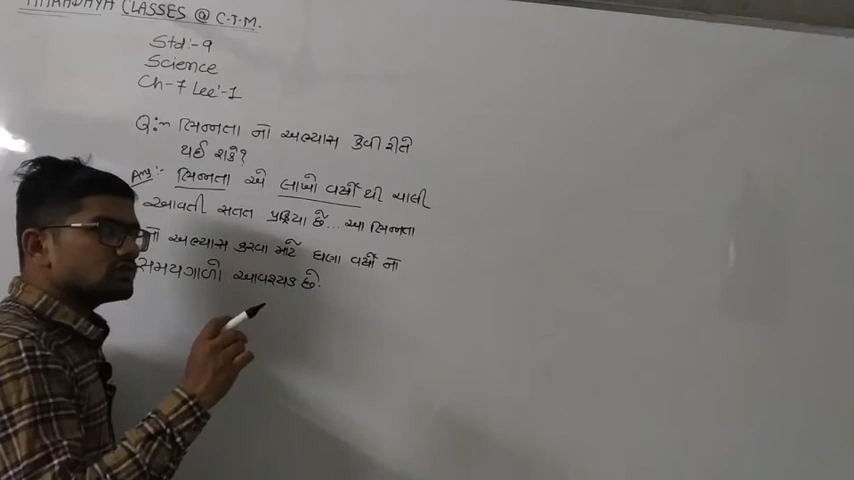 CLASSES @ C.J.M.
Std:-9
Science
Ch-7 Lec:-1
Q:- ભિન્નતા નો અભ્યાસ કેવી રીતે
થઈ શકે?
Ans:- ભિન્નતા એ લાખો વર્ષો થી ચાલી
આવતી સતત પ્રક્રિયા છે... આ ભિન્નતા
નો અભ્યાસ કરવા માટે ઘણા વર્ષો નો
સમયગાળો આવશ્યક છે.